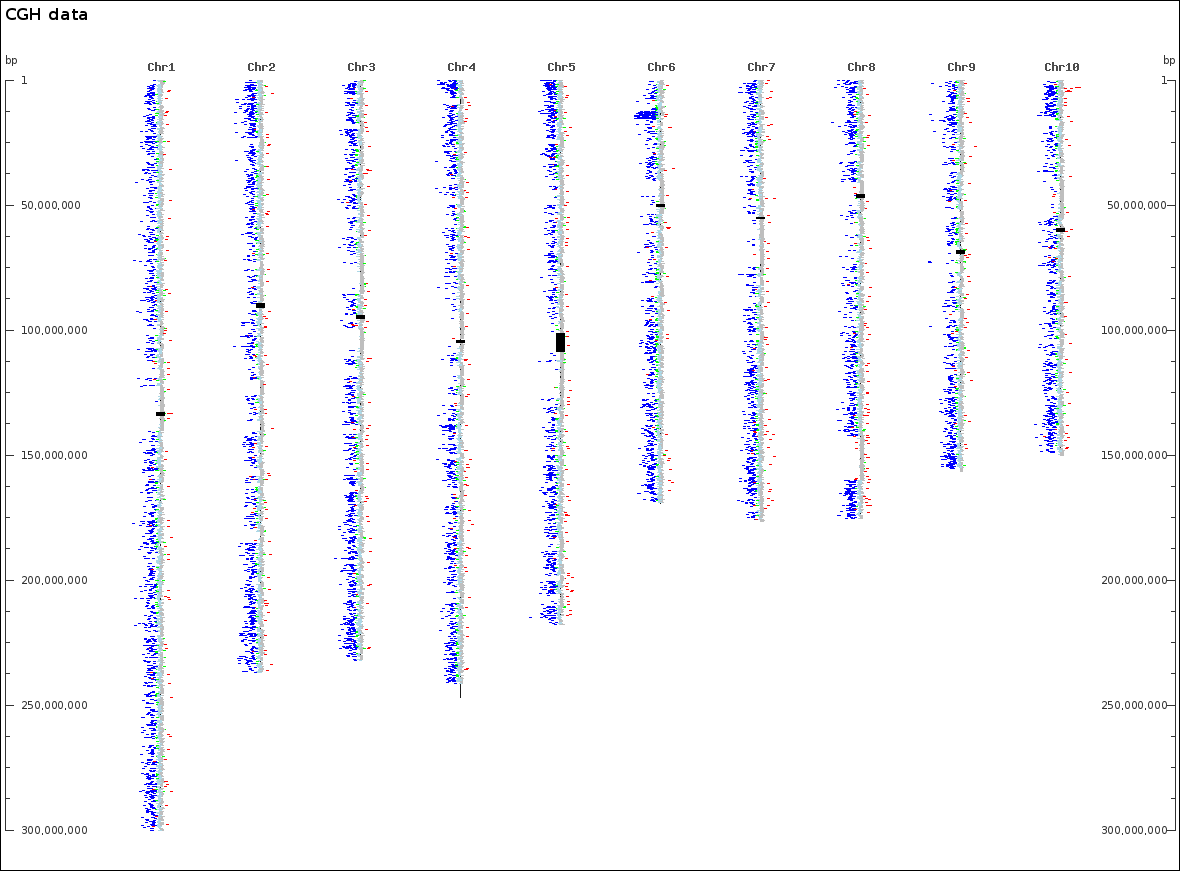 CGH data
bp bp
Chr1 Chr2 Chr3 Chr4 Chr5 Chr6 Chr7 Chr8 Chr9 Chr10
1 1
50,000,000 50,000,000
100,000,000 100,000,000
150,000,000 150,000,000
200,000,000 200,000,000
250,000,000 250,000,000
300,000,000 300,000,000